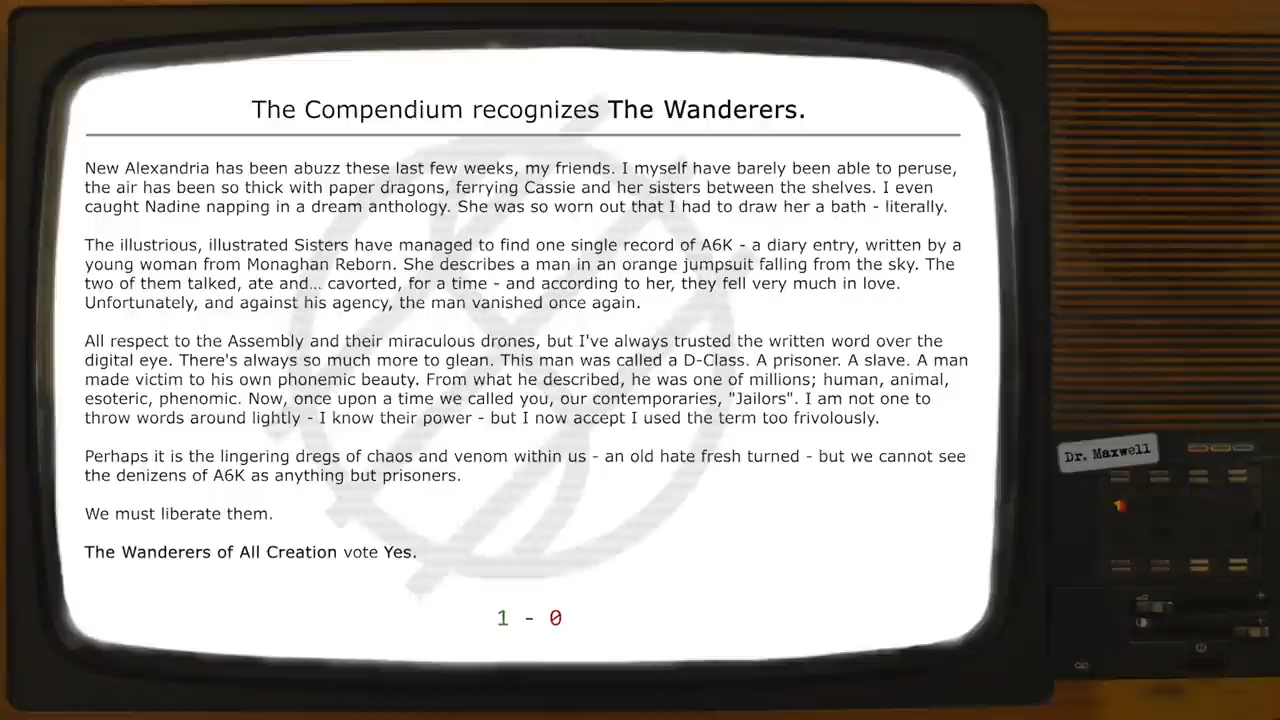 The Compendium recognizes The Wanderers.
New Alexandria has been abuzz these last few weeks, my friends. I myself have barely been able to peruse,
the air has been so thick with paper dragons, ferrying Cassie and her sisters between the shelves. I even
caught Nadine napping in a dream anthology. She was so worn out that I had to draw her a bath - literally.
The illustrious, illustrated Sisters have managed to find one single record of A6K - a diary entry, written by a
young woman from Monaghan Reborn. She describes a man in an orange jumpsuit falling from the sky. The
two of them talked, ate and... cavorted, for a time - and according to her, they fell very much in love.
Unfortunately, and against his agency, the man vanished once again.
All respect to the Assembly and their miraculous drones, but I've always trusted the written word over the
digital eye. There's always so much more to glean. This man was called a D-Class. A prisoner. A slave. A man
made victim to his own phonemic beauty. From what he described, he was one of millions; human, animal,
esoteric, phenomic. Now, once upon a time we called you, our contemporaries, "Jailors". I am not one to
throw words around lightly - I know their power - but I now accept I used the term too frivolously.
Perhaps it is the lingering dregs of chaos and venom within us - an old hate fresh turned - but we cannot see
the denizens of A6K as anything but prisoners.
We must liberate them.
The Wanderers of All Creation vote Yes.
1 - 0
Dr. Maxwell